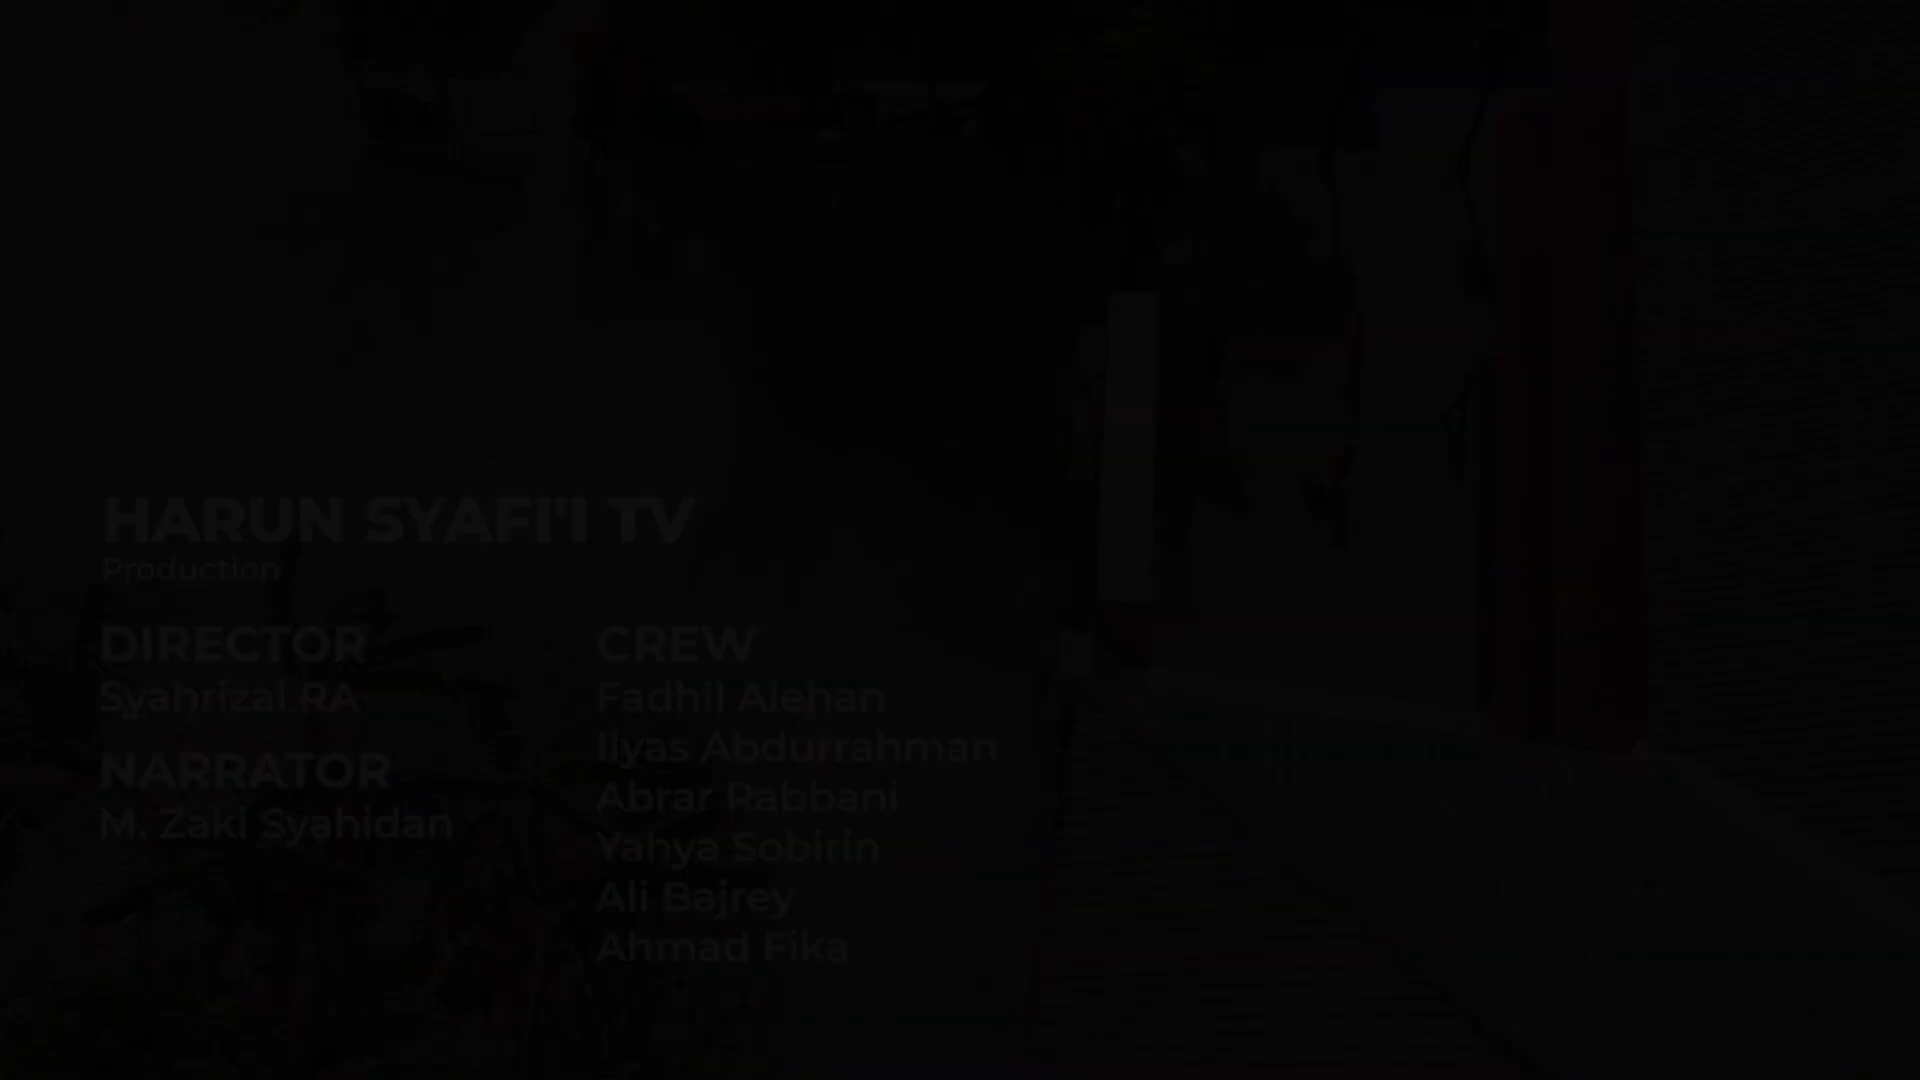 HARUN SYAFI'I TV
Production
DIRECTOR
Syahrizal RA
NARRATOR
M. Zaki Syahidan
CREW
Fadhil Alehan
Ilyas Abdurrahman
Abrar Rabbani
Yahya Sobirin
Ali Bajrey
Ahmad Fika